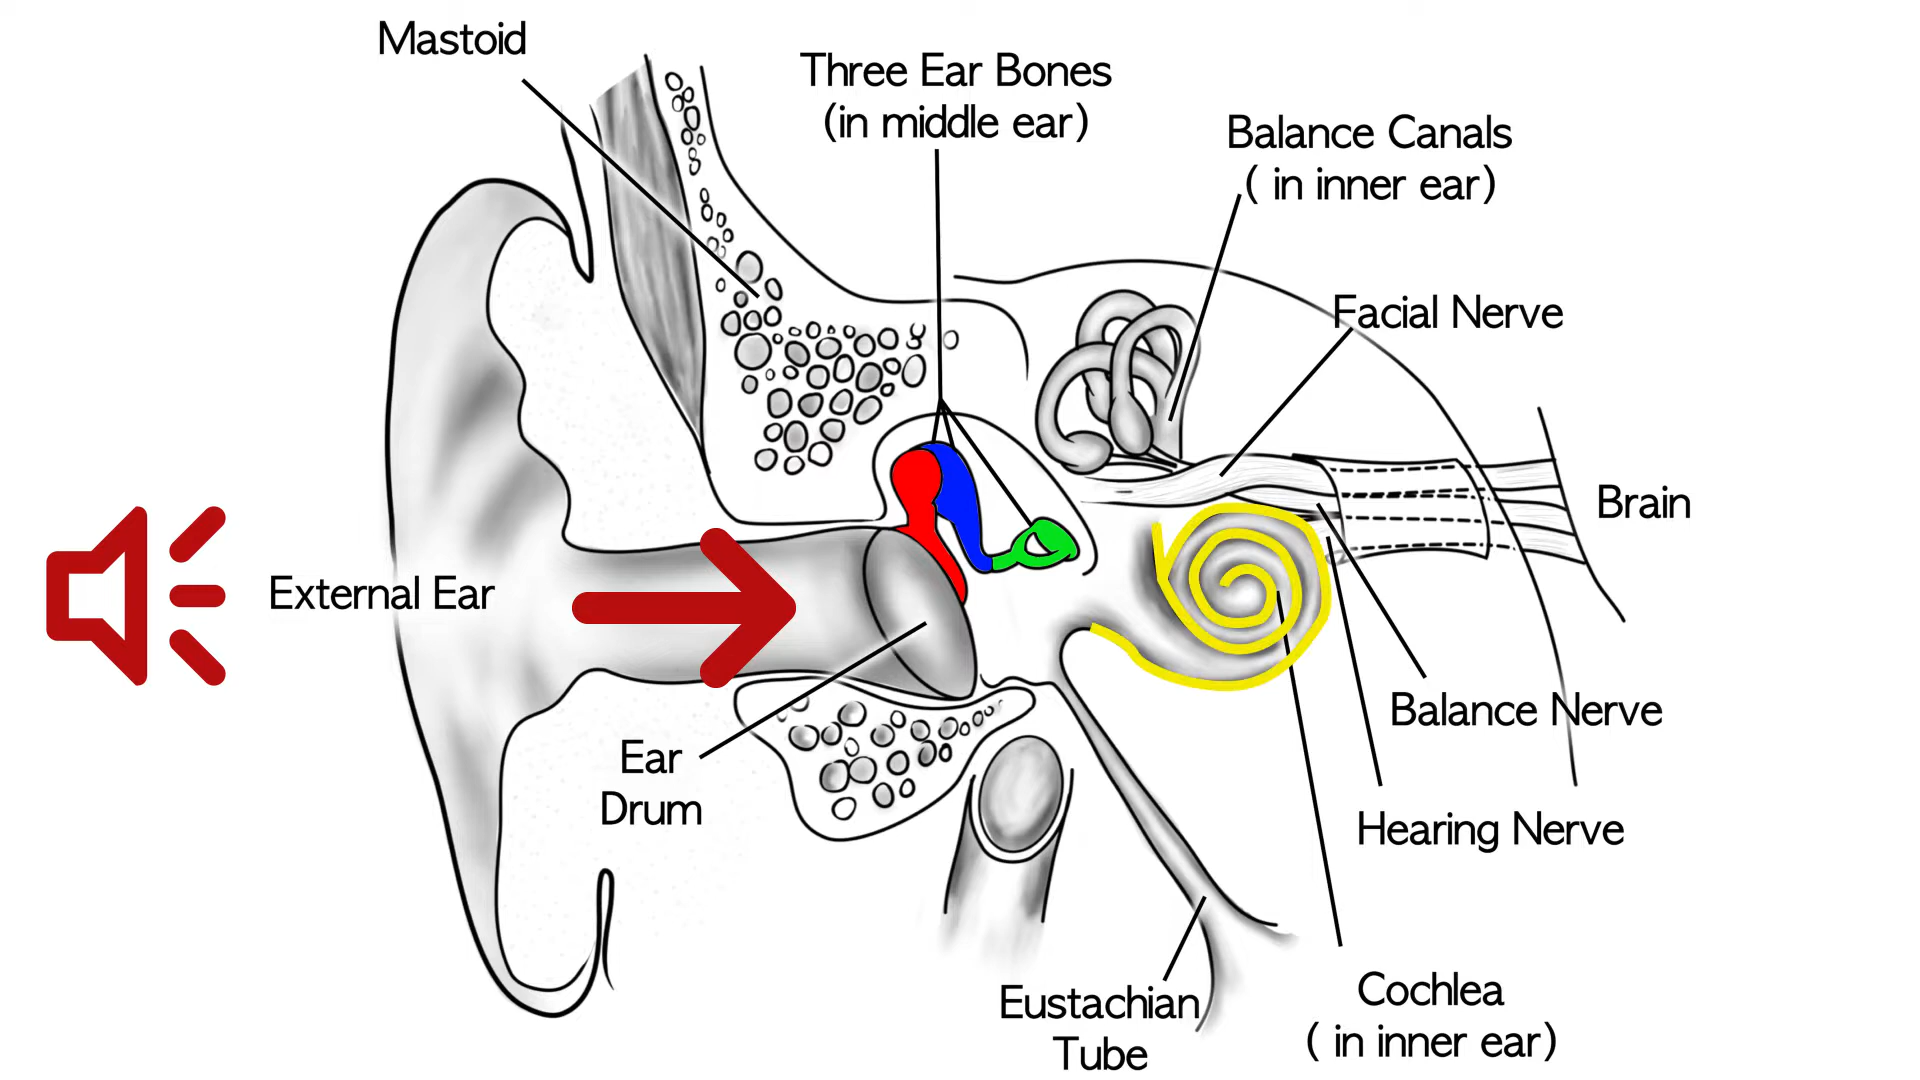 Mastoid
Three Ear Bones
(in middle ear)
Balance Canals
( in inner ear)
Facial Nerve
Brain
External Ear
Balance Nerve
Ear
Drum
Hearing Nerve
Cochlea
( in inner ear)
Eustachian
Tube